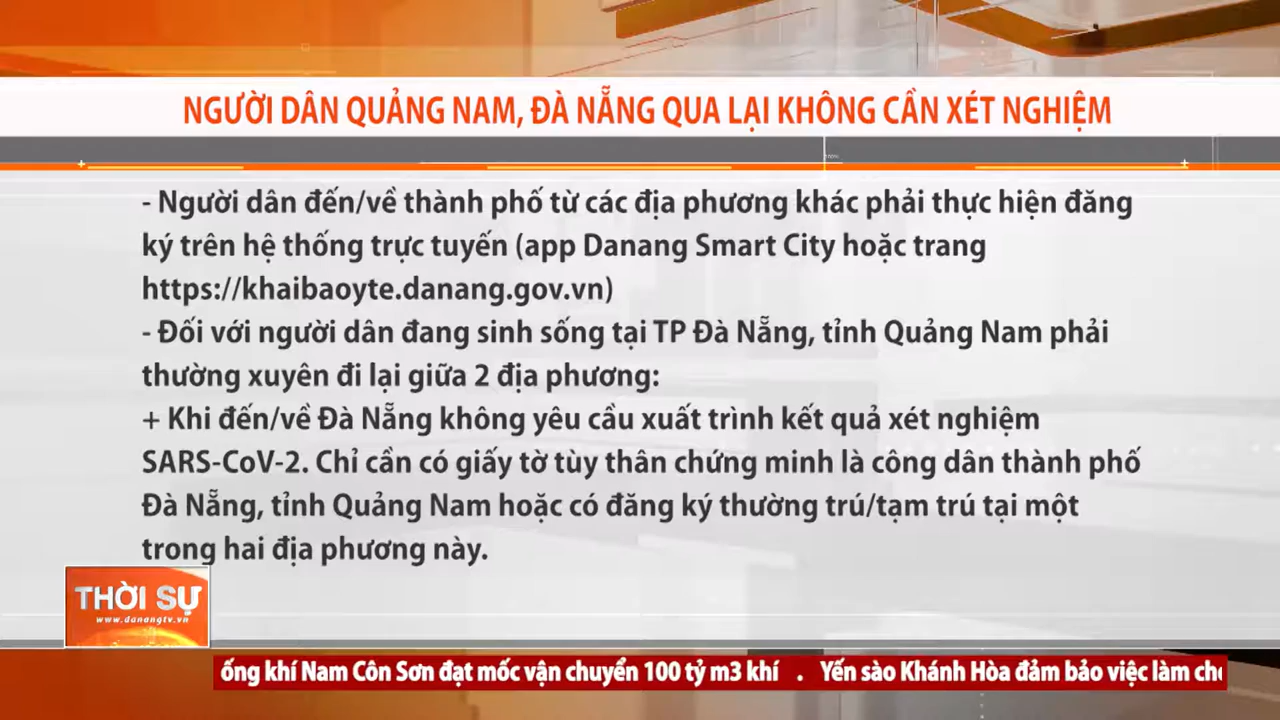 NGƯỜI DÂN QUẢNG NAM, ĐÀ NẴNG QUA LẠI KHÔNG CẦN XÉT NGHIỆM
- Người dân đến/về thành phố từ các địa phương khác phải thực hiện đăng
ký trên hệ thống trực tuyến (app Danang Smart City hoặc trang
https://khaibaoyte.danang.gov.vn)
- Đối với người dân đang sinh sống tại TP Đà Nẵng, tỉnh Quảng Nam phải
thường xuyên đi lại giữa 2 địa phương:
+ Khi đến/về Đà Nẵng không yêu cầu xuất trình kết quả xét nghiệm
SARS-CoV-2. Chỉ cần có giấy tờ tùy thân chứng minh là công dân thành phố
Đà Nẵng, tỉnh Quảng Nam hoặc có đăng ký thường trú/tạm trú tại một
trong hai địa phương này.
THỜI SỰ
www.danangtv.vn
ống khí Nam Côn Sơn đạt mốc vận chuyển 100 tỷ m3 khí . Yến sào Khánh Hòa đảm bảo việc làm